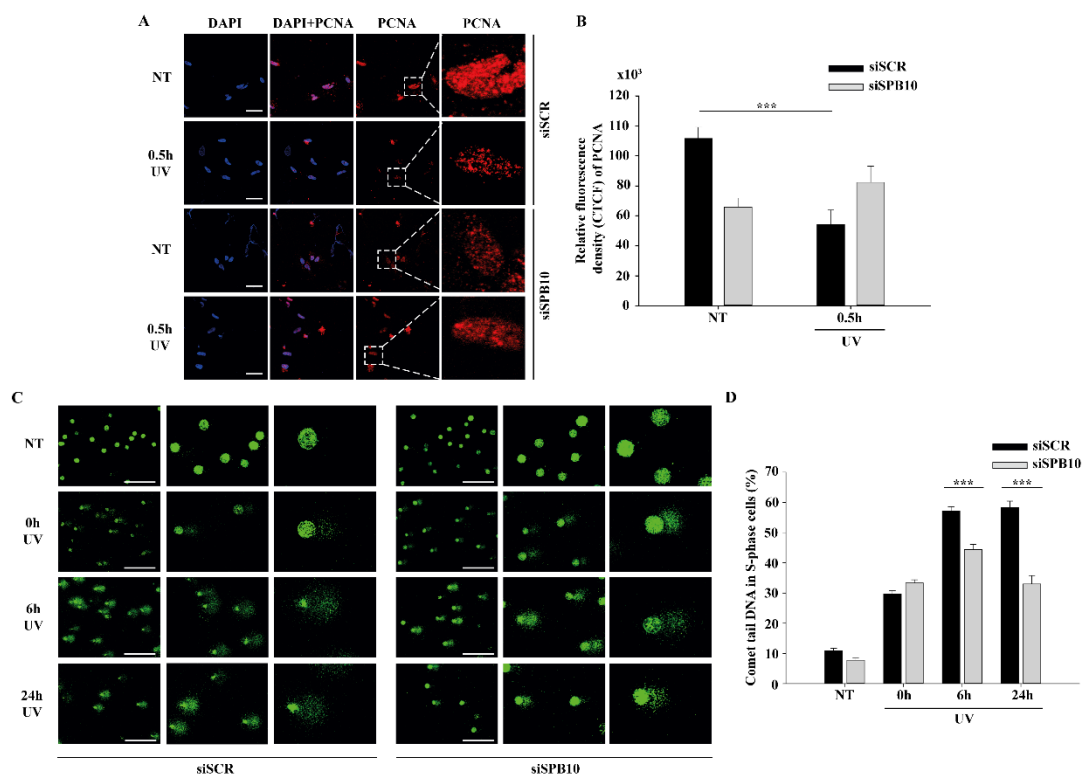 A
DAPI DAPI+PCNA PCNA PCNA
NT
0.5h
UV
NT
0.5h
UV
siSCR
siSPB10
B
siSCR
siSPB10
x10³
Relative fluorescence
density (CTCF) of PCNA
120
100
80
60
40
20
0
***
NT
0.5h
UV
C
NT
0h
UV
6h
UV
24h
UV
siSCR
siSPB10
D
siSCR
siSPB10
Comet tail DNA in S-phase cells (%)
70
60
50
40
30
20
10
0
*** ***
NT 0h 6h 24h
UV